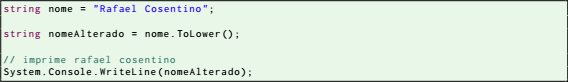 string nome = "Rafael Cosentino";
string nomeAlterado = nome.ToLower();
// imprime rafael cosentino
System.Console.WriteLine(nomeAlterado);